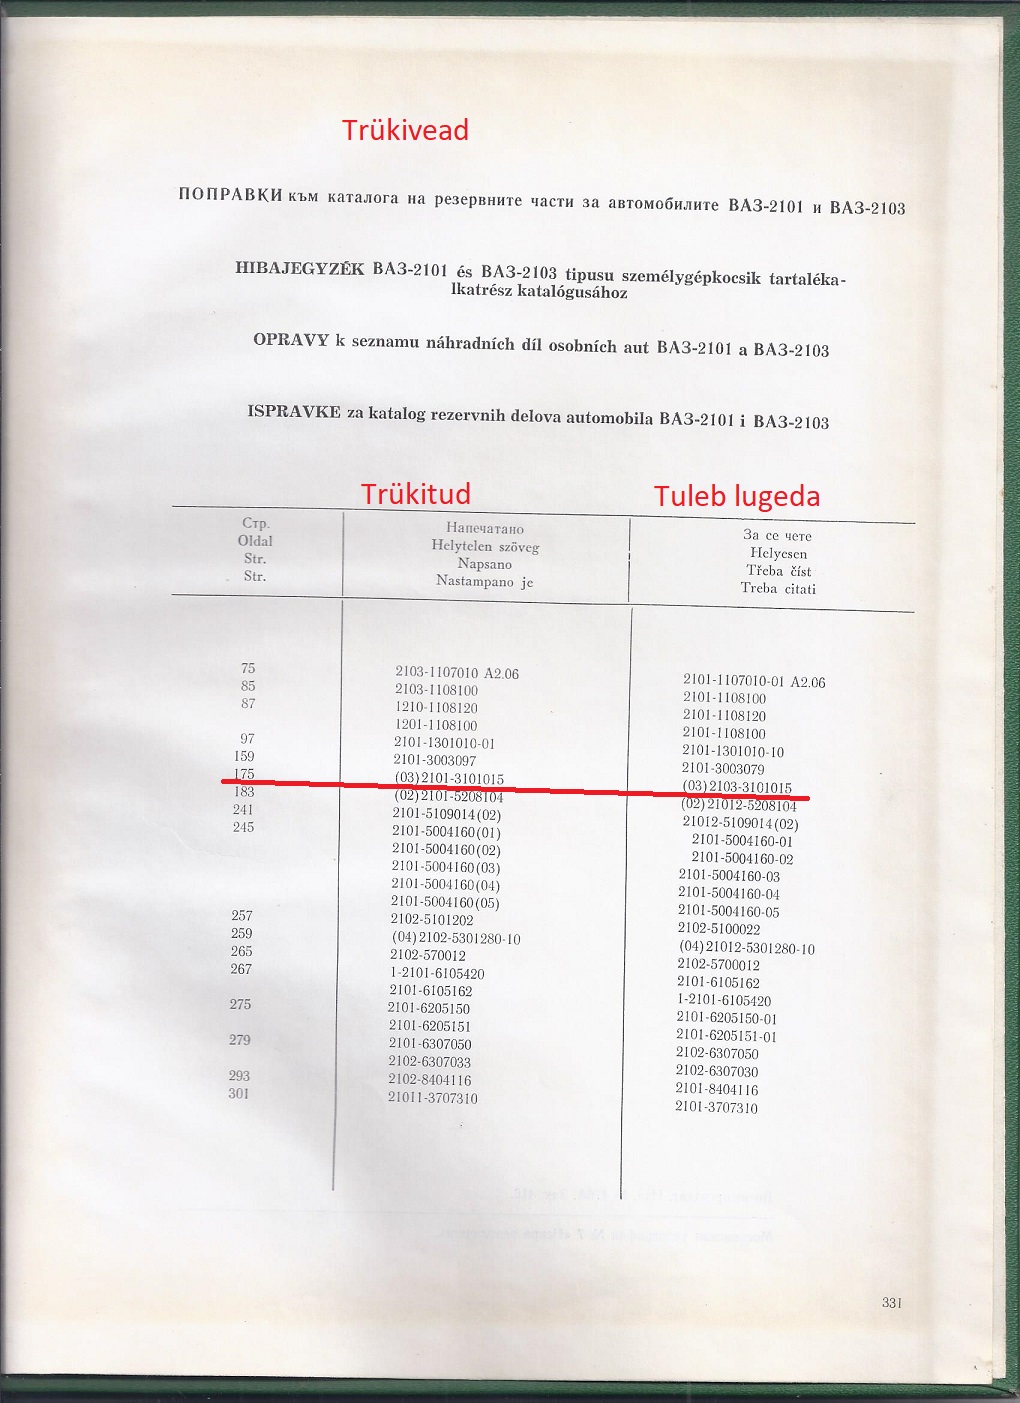 Trükivead
ПОПРАВКИ към каталога на резервните части за автомобилите ВАЗ-2101 и ВАЗ-2103
HIBAJEGYZÉK ВАЗ-2101 és ВАЗ-2103 tipusu személygépkocsik tartaléka-
lkatrész katalógusához
OPRAVY k seznamu náhradních díl osobních aut ВАЗ-2101 a ВАЗ-2103
ISPRAVKE za katalog rezervnih delova automobila ВАЗ-2101 i ВАЗ-2103
Trükitud Tuleb lugeda
Стр. Напечатано За се чете
Oldal Helytelen szöveg Helyesen
Str. Napsano Třeba číst
Str. Nastampano je Treba citati
75 2103-1107010 A2.06 2101-1107010-01 A2.06
85 2103-1108100 2101-1108100
87 1210-1108120 2101-1108120
1201-1108100 2101-1108100
97 2101-1301010-01 2101-1301010-10
159 2101-3003097 2101-3003079
175 (03) 2101-3101015 (03) 2103-3101015
183 (02) 2101-5208104 (02) 21012-5208104
241 2101-5109014 (02) 21012-5109014 (02)
245 2101-5004160 (01) 2101-5004160-01
2101-5004160 (02) 2101-5004160-02
2101-5004160 (03) 2101-5004160-03
2101-5004160 (04) 2101-5004160-04
2101-5004160 (05) 2101-5004160-05
257 2102-5101202 2102-5100022
259 (04) 2102-5301280-10 (04) 21012-5301280-10
265 2102-570012 2102-5700012
267 1-2101-6105420 2101-6105162
2101-6105162 1-2101-6105420
275 2101-6205150 2101-6205150-01
2101-6205151 2101-6205151-01
279 2101-6307050 2102-6307050
2102-6307033 2102-6307030
293 2102-8404116 2101-8404116
301 21011-3707310 2101-3707310
331